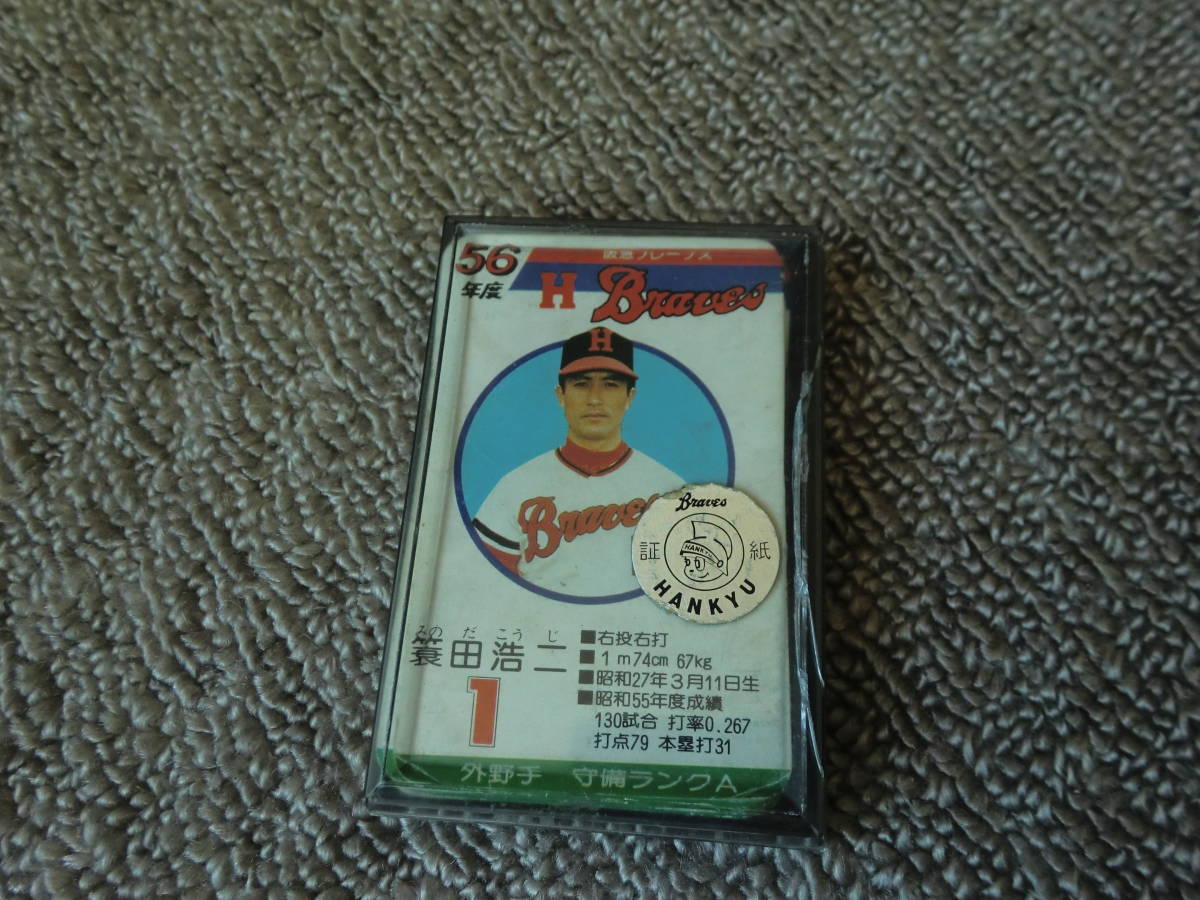 56
年度
阪急ブレーブス
H Braves
H
Braves
Braves
証 紙
HANKYU
HANKYU
みのだ こうじ
簑田浩二
1
■右投右打
■1m74cm 67kg
■昭和27年3月11日生
■昭和55年度成績
130試合 打率0.267
打点79 本塁打31
外野手 守備ランクA